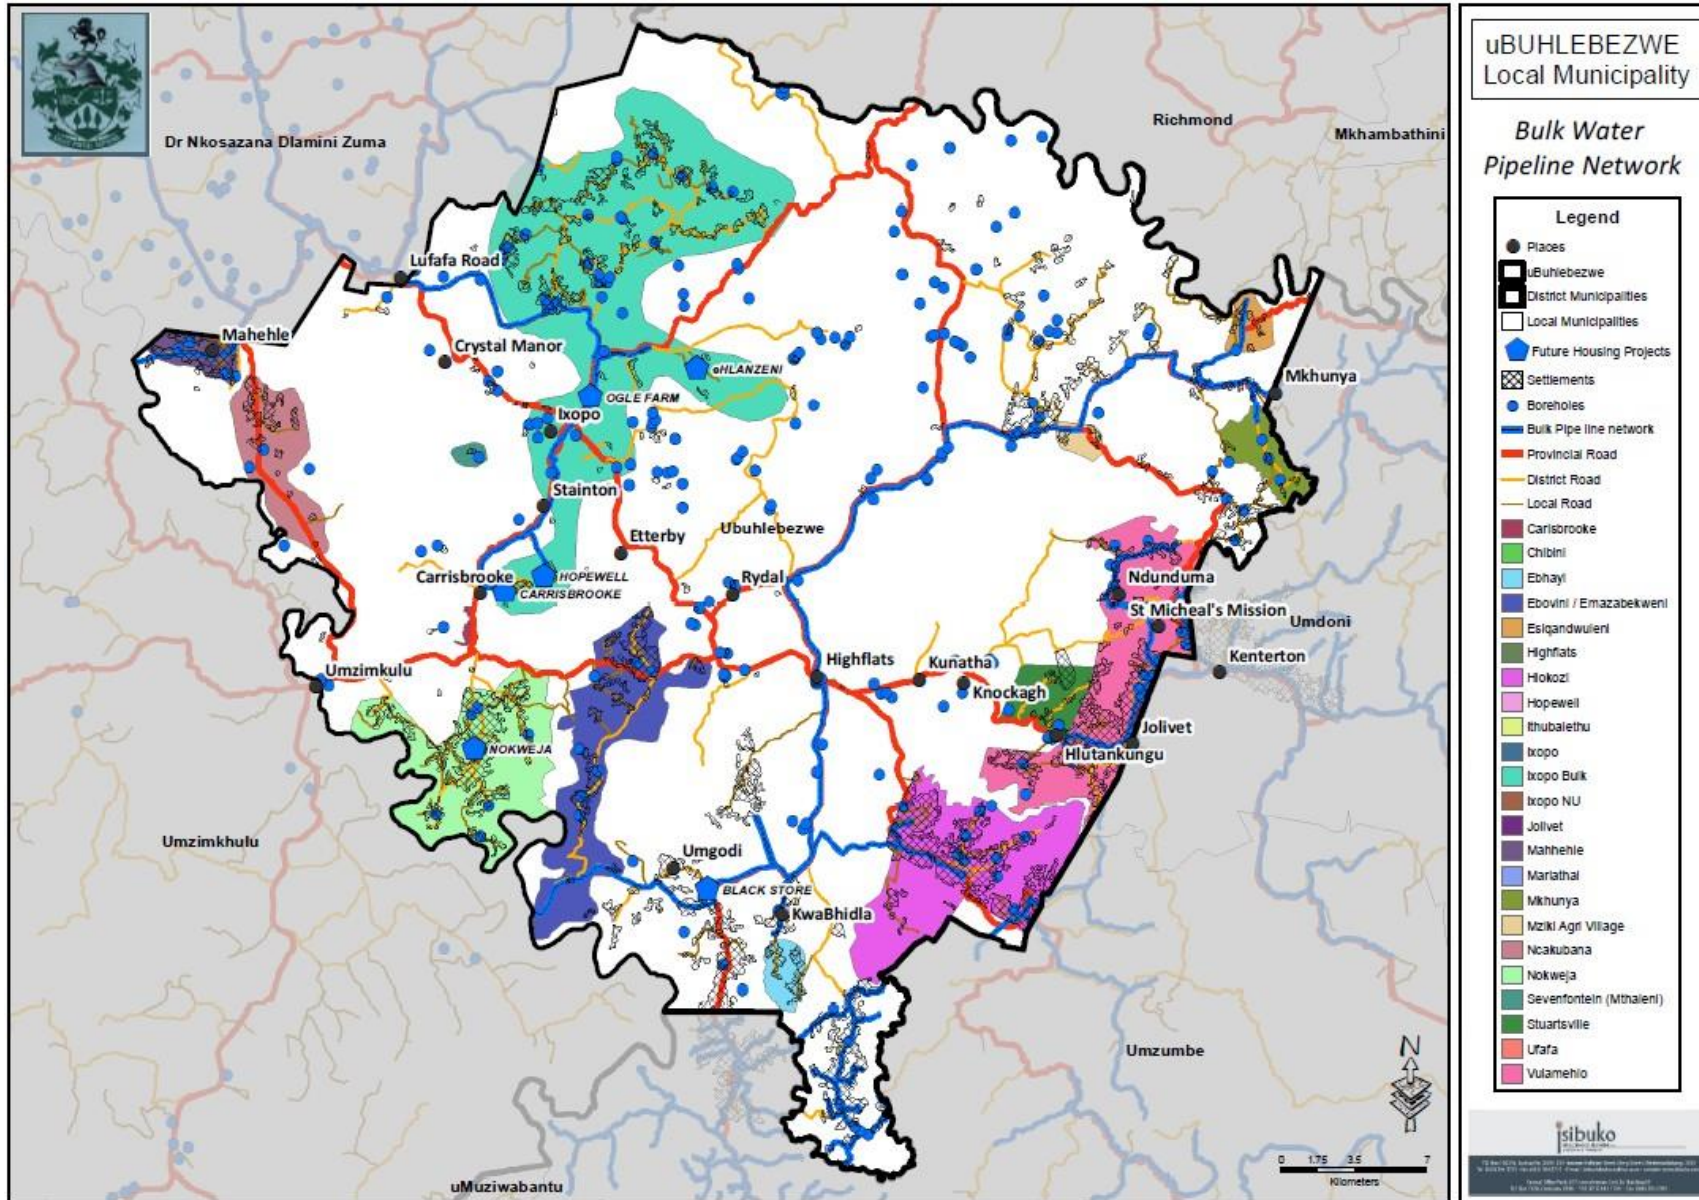 Dr Nkosazana Dlamini Zuma
Richmond
Mkhambathini
Lufafa Road
Mahehle
Crystal Manor
eHLANZENI
Mkhunya
OGLE FARM
Ixopo
Stainton
Etterby
Ubuhlebezwe
Carrisbrooke
HOPEWELL
CARRISBROOKE
Rydal
Ndunduma
St Micheal's Mission
Umdoni
Umzimkulu
Highflats
Kunatha
Kenterton
Knockagh
NOKWEJA
Jolivet
Hlutankungu
Umzimkhulu
Umgodi
BLACK STORE
KwaBhidla
Umzumbe
uMuziwabantu
N
0 1.75 3.5 7
Kilometers
uBUHLEBEZWE
Local Municipality
Bulk Water
Pipeline Network
Legend
Places
uBuhlebezwe
District Municipalities
Local Municipalities
Future Housing Projects
Settlements
Boreholes
Bulk Pipe line network
Provincial Road
District Road
Local Road
Carisbrooke
Chibini
Ebhayi
Ebovini / Emazabekweni
Esiqandwuleni
Highflats
Hlokozi
Hopewell
Ithubalethu
Ixopo
Ixopo Bulk
Ixopo NU
Jolivet
Mahhehle
Mariathal
Mkhunya
Mziki Agri Village
Ncakubana
Nokweja
Sevenfontein (Mthaleni)
Stuartsville
Ufafa
Vulamehlo
isibuko